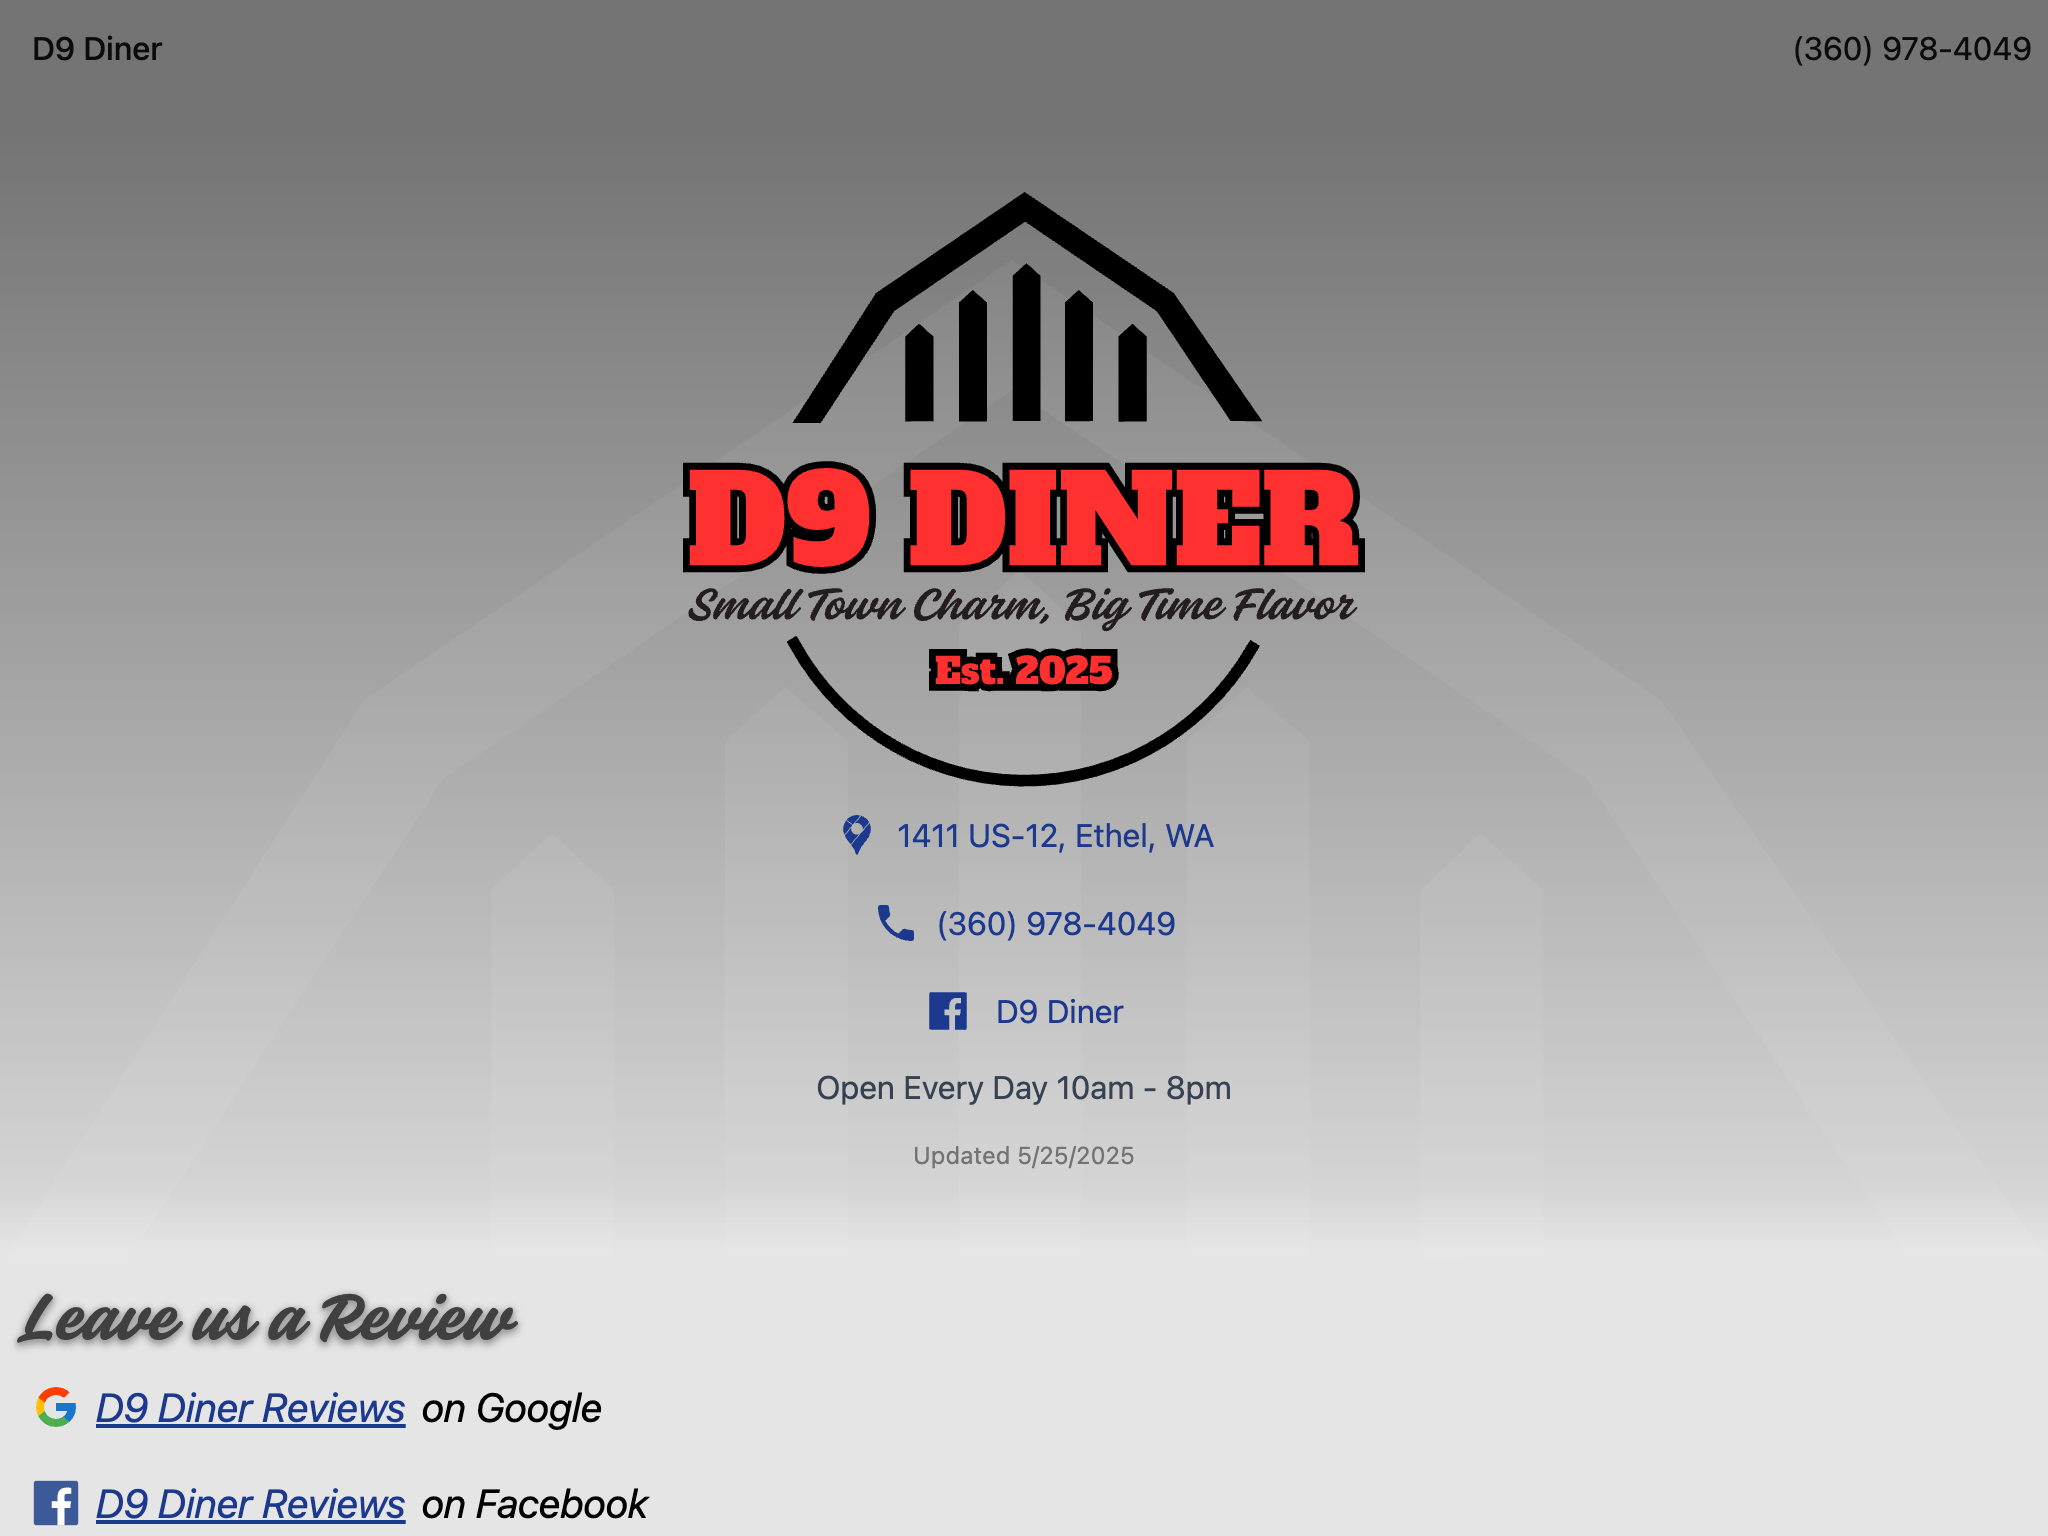 D9 Diner
(360) 978-4049
D9 DINER
Small Town Charm, Big Time Flavor
Est. 2025
1411 US-12, Ethel, WA
(360) 978-4049
D9 Diner
Open Every Day 10am - 8pm
Updated 5/25/2025
Leave us a Review
D9 Diner Reviews on Google
D9 Diner Reviews on Facebook